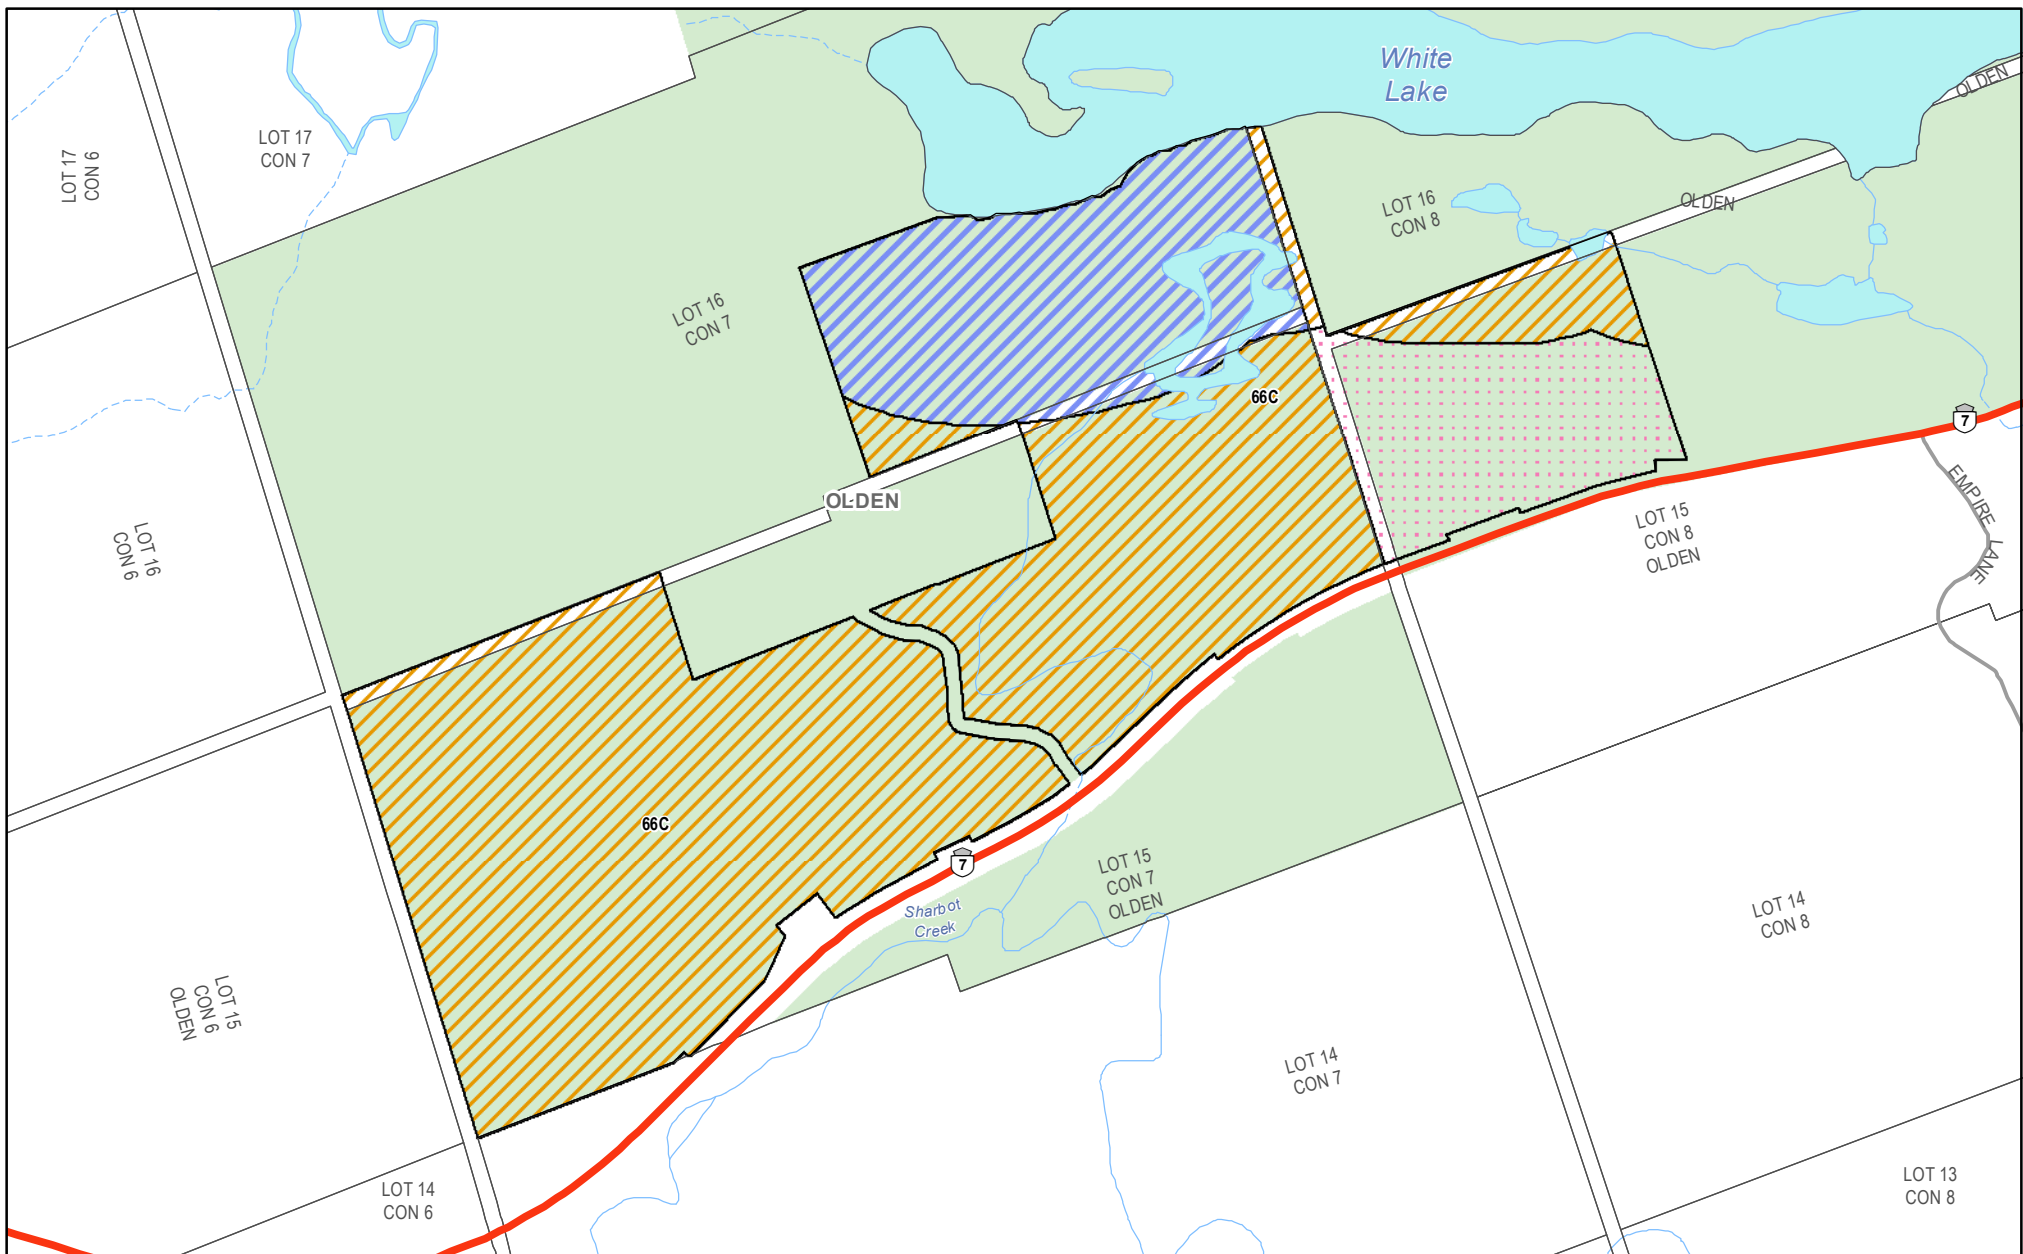 White
Lake
OLDEN
LOT 17
CON 7
LOT 17
CON 6
LOT 16
CON 8
OLDEN
LOT 16
CON 7
66C
7
OLDEN
EMPIRE LANE
LOT 15
CON 8
OLDEN
LOT 16
CON 6
66C
7
LOT 15
CON 7
OLDEN
Sharbot
Creek
LOT 14
CON 8
LOT 15
CON 6
OLDEN
LOT 14
CON 7
LOT 14
CON 6
LOT 13
CON 8